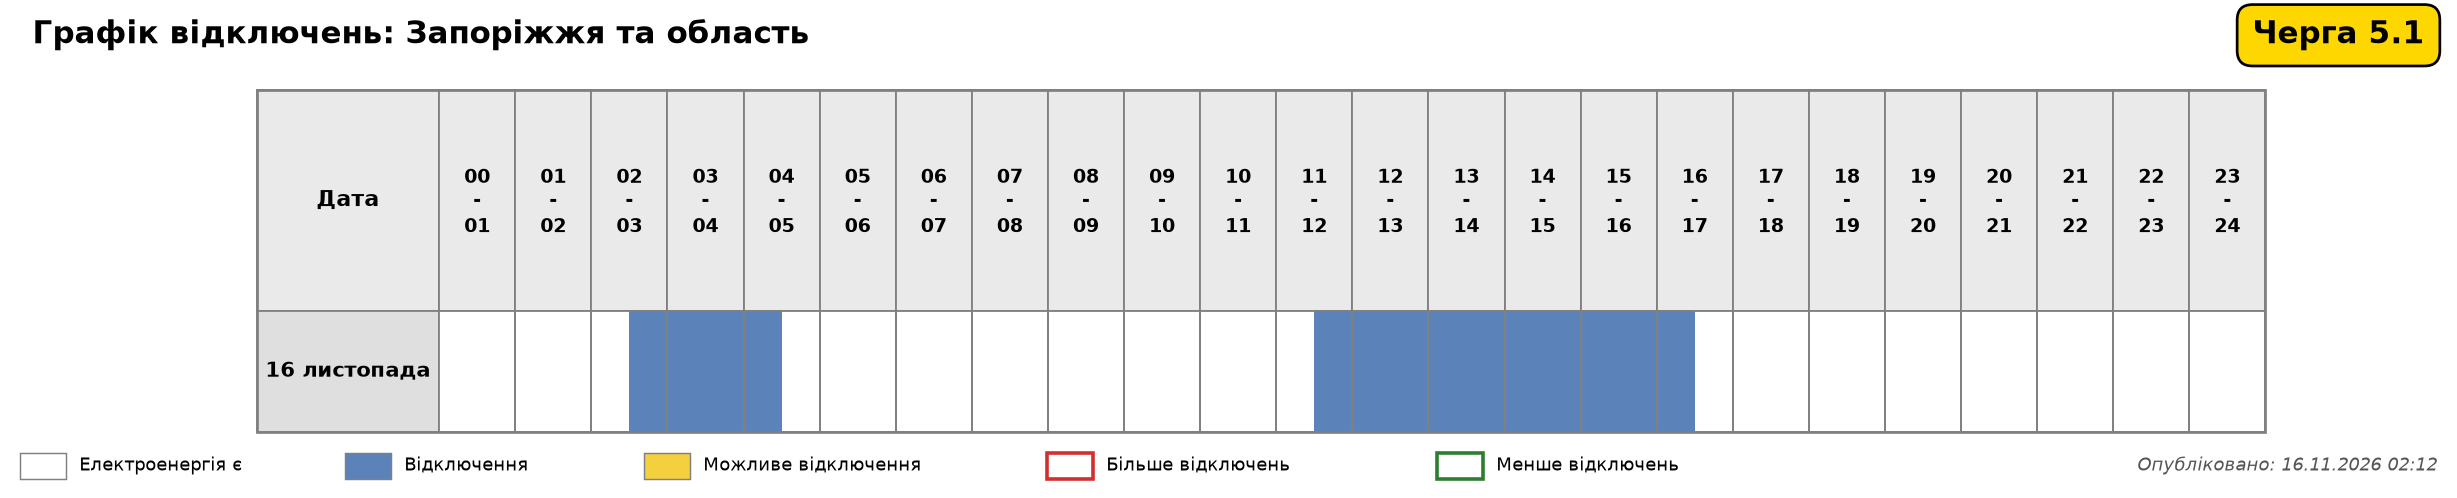 Графік відключень: Запоріжжя та область
Черга 5.1
Дата
00 - 01
01 - 02
02 - 03
03 - 04
04 - 05
05 - 06
06 - 07
07 - 08
08 - 09
09 - 10
10 - 11
11 - 12
12 - 13
13 - 14
14 - 15
15 - 16
16 - 17
17 - 18
18 - 19
19 - 20
20 - 21
21 - 22
22 - 23
23 - 24
16 листопада
Електроенергія є
Відключення
Можливе відключення
Більше відключень
Менше відключень
Опубліковано: 16.11.2026 02:12